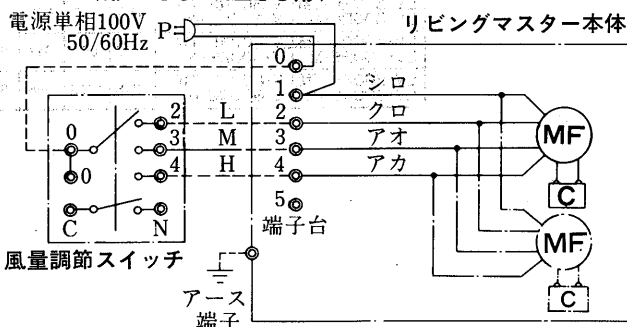 電源単相100V
50/60Hz
P
リビングマスター本体
0
1
シロ
2
L
2
クロ
0
3
M
3
アオ
MF
4
H
4
アカ
0
C
5
C
N
端子台
MF
風量調節スイッチ
アース
端子
C